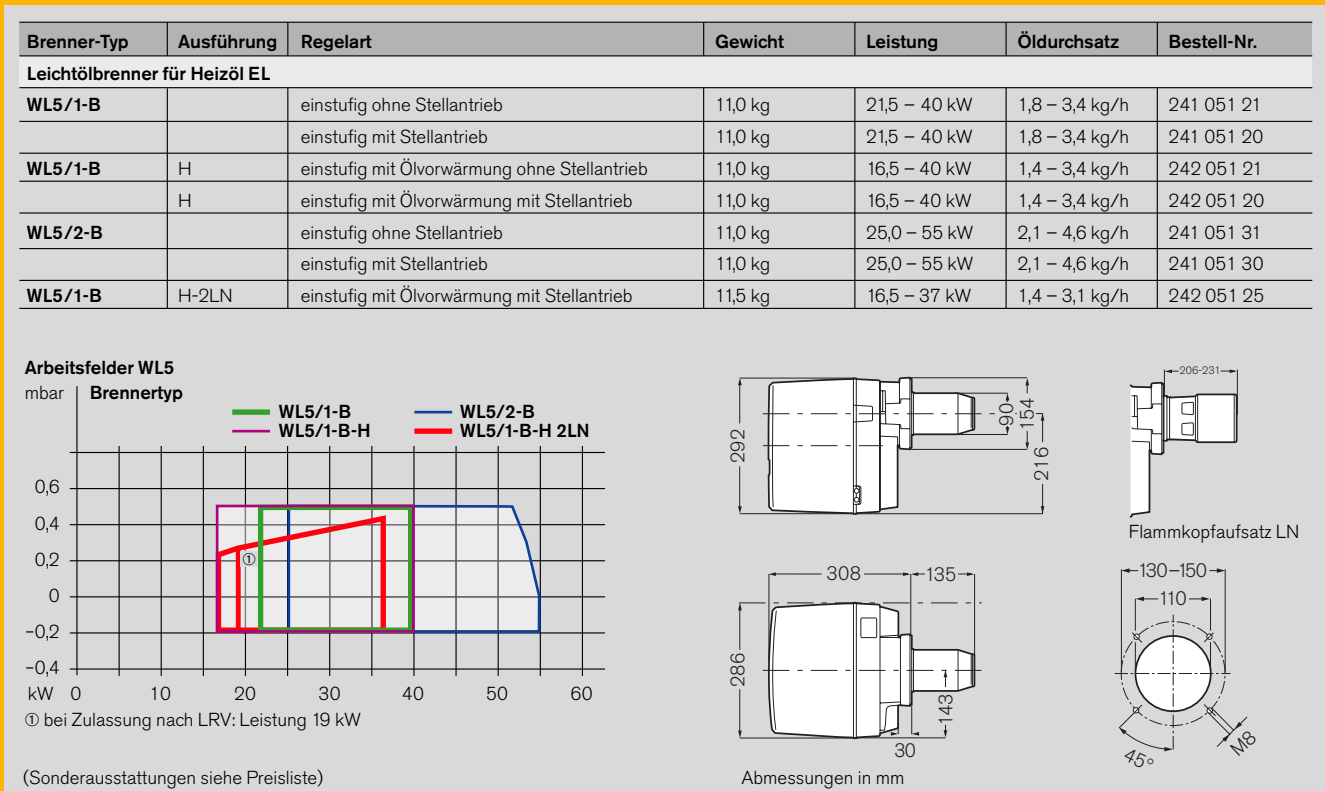 Brenner-Typ Ausführung Regelart Gewicht Leistung Öldurchsatz Bestell-Nr.
Leichtölbrenner für Heizöl EL
WL5/1-B einstufig ohne Stellantrieb 11,0 kg 21,5 – 40 kW 1,8 – 3,4 kg/h 241 051 21
einstufig mit Stellantrieb 11,0 kg 21,5 – 40 kW 1,8 – 3,4 kg/h 241 051 20
WL5/1-B H einstufig mit Ölvorwärmung ohne Stellantrieb 11,0 kg 16,5 – 40 kW 1,4 – 3,4 kg/h 242 051 21
H einstufig mit Ölvorwärmung mit Stellantrieb 11,0 kg 16,5 – 40 kW 1,4 – 3,4 kg/h 242 051 20
WL5/2-B einstufig ohne Stellantrieb 11,0 kg 25,0 – 55 kW 2,1 – 4,6 kg/h 241 051 31
einstufig mit Stellantrieb 11,0 kg 25,0 – 55 kW 2,1 – 4,6 kg/h 241 051 30
WL5/1-B H-2LN einstufig mit Ölvorwärmung mit Stellantrieb 11,5 kg 16,5 – 37 kW 1,4 – 3,1 kg/h 242 051 25
Arbeitsfelder WL5
mbar Brennertyp
WL5/1-B WL5/2-B
WL5/1-B-H WL5/1-B-H 2LN
0,6
0,4
0,2
①
0
–0,2
–0,4
kW 0 10 20 30 40 50 60
① bei Zulassung nach LRV: Leistung 19 kW
(Sonderausstattungen siehe Preisliste)
292
90
154
216
206-231
Flammkopfaufsatz LN
308 135
286
143
30
130–150
110
45°
M8
Abmessungen in mm